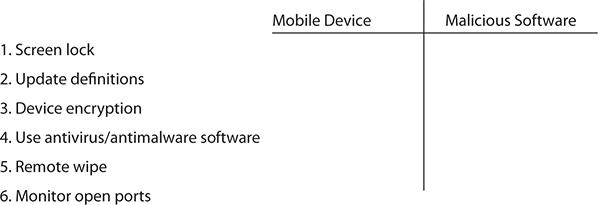 Mobile Device Malicious Software
1. Screen lock
2. Update definitions
3. Device encryption
4. Use antivirus/antimalware software
5. Remote wipe
6. Monitor open ports